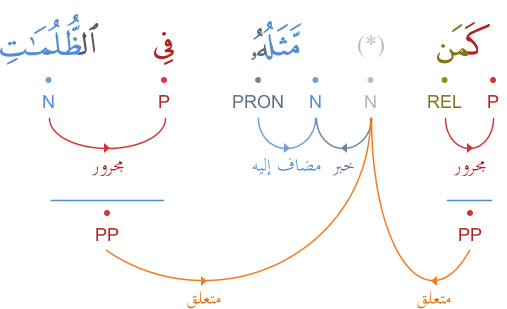 كَمَن (*) مَّثَلُهُۥ فِى ٱلظُّلُمَـٰتِ
P REL N N PRON P N
مجرور خبر مضاف إليه مجرور
PP PP
متعلق متعلق